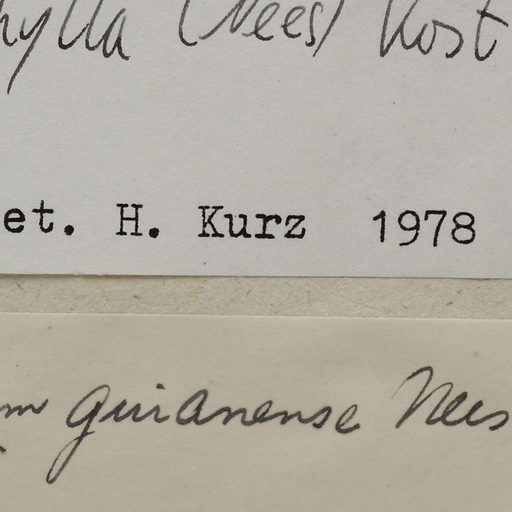 hylla (Nees) Kost
et. H. Kurz 1978
m guianense Nees